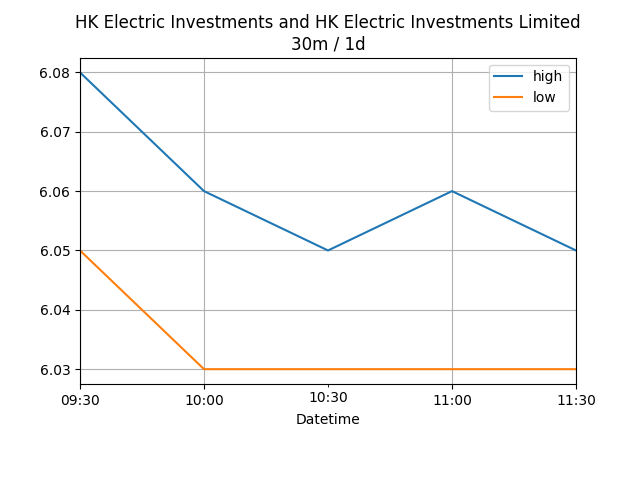 HK Electric Investments and HK Electric Investments Limited
30m / 1d
high
low
6.08
6.07
6.06
6.05
6.04
6.03
09:30
10:00
10:30
11:00
11:30
Datetime